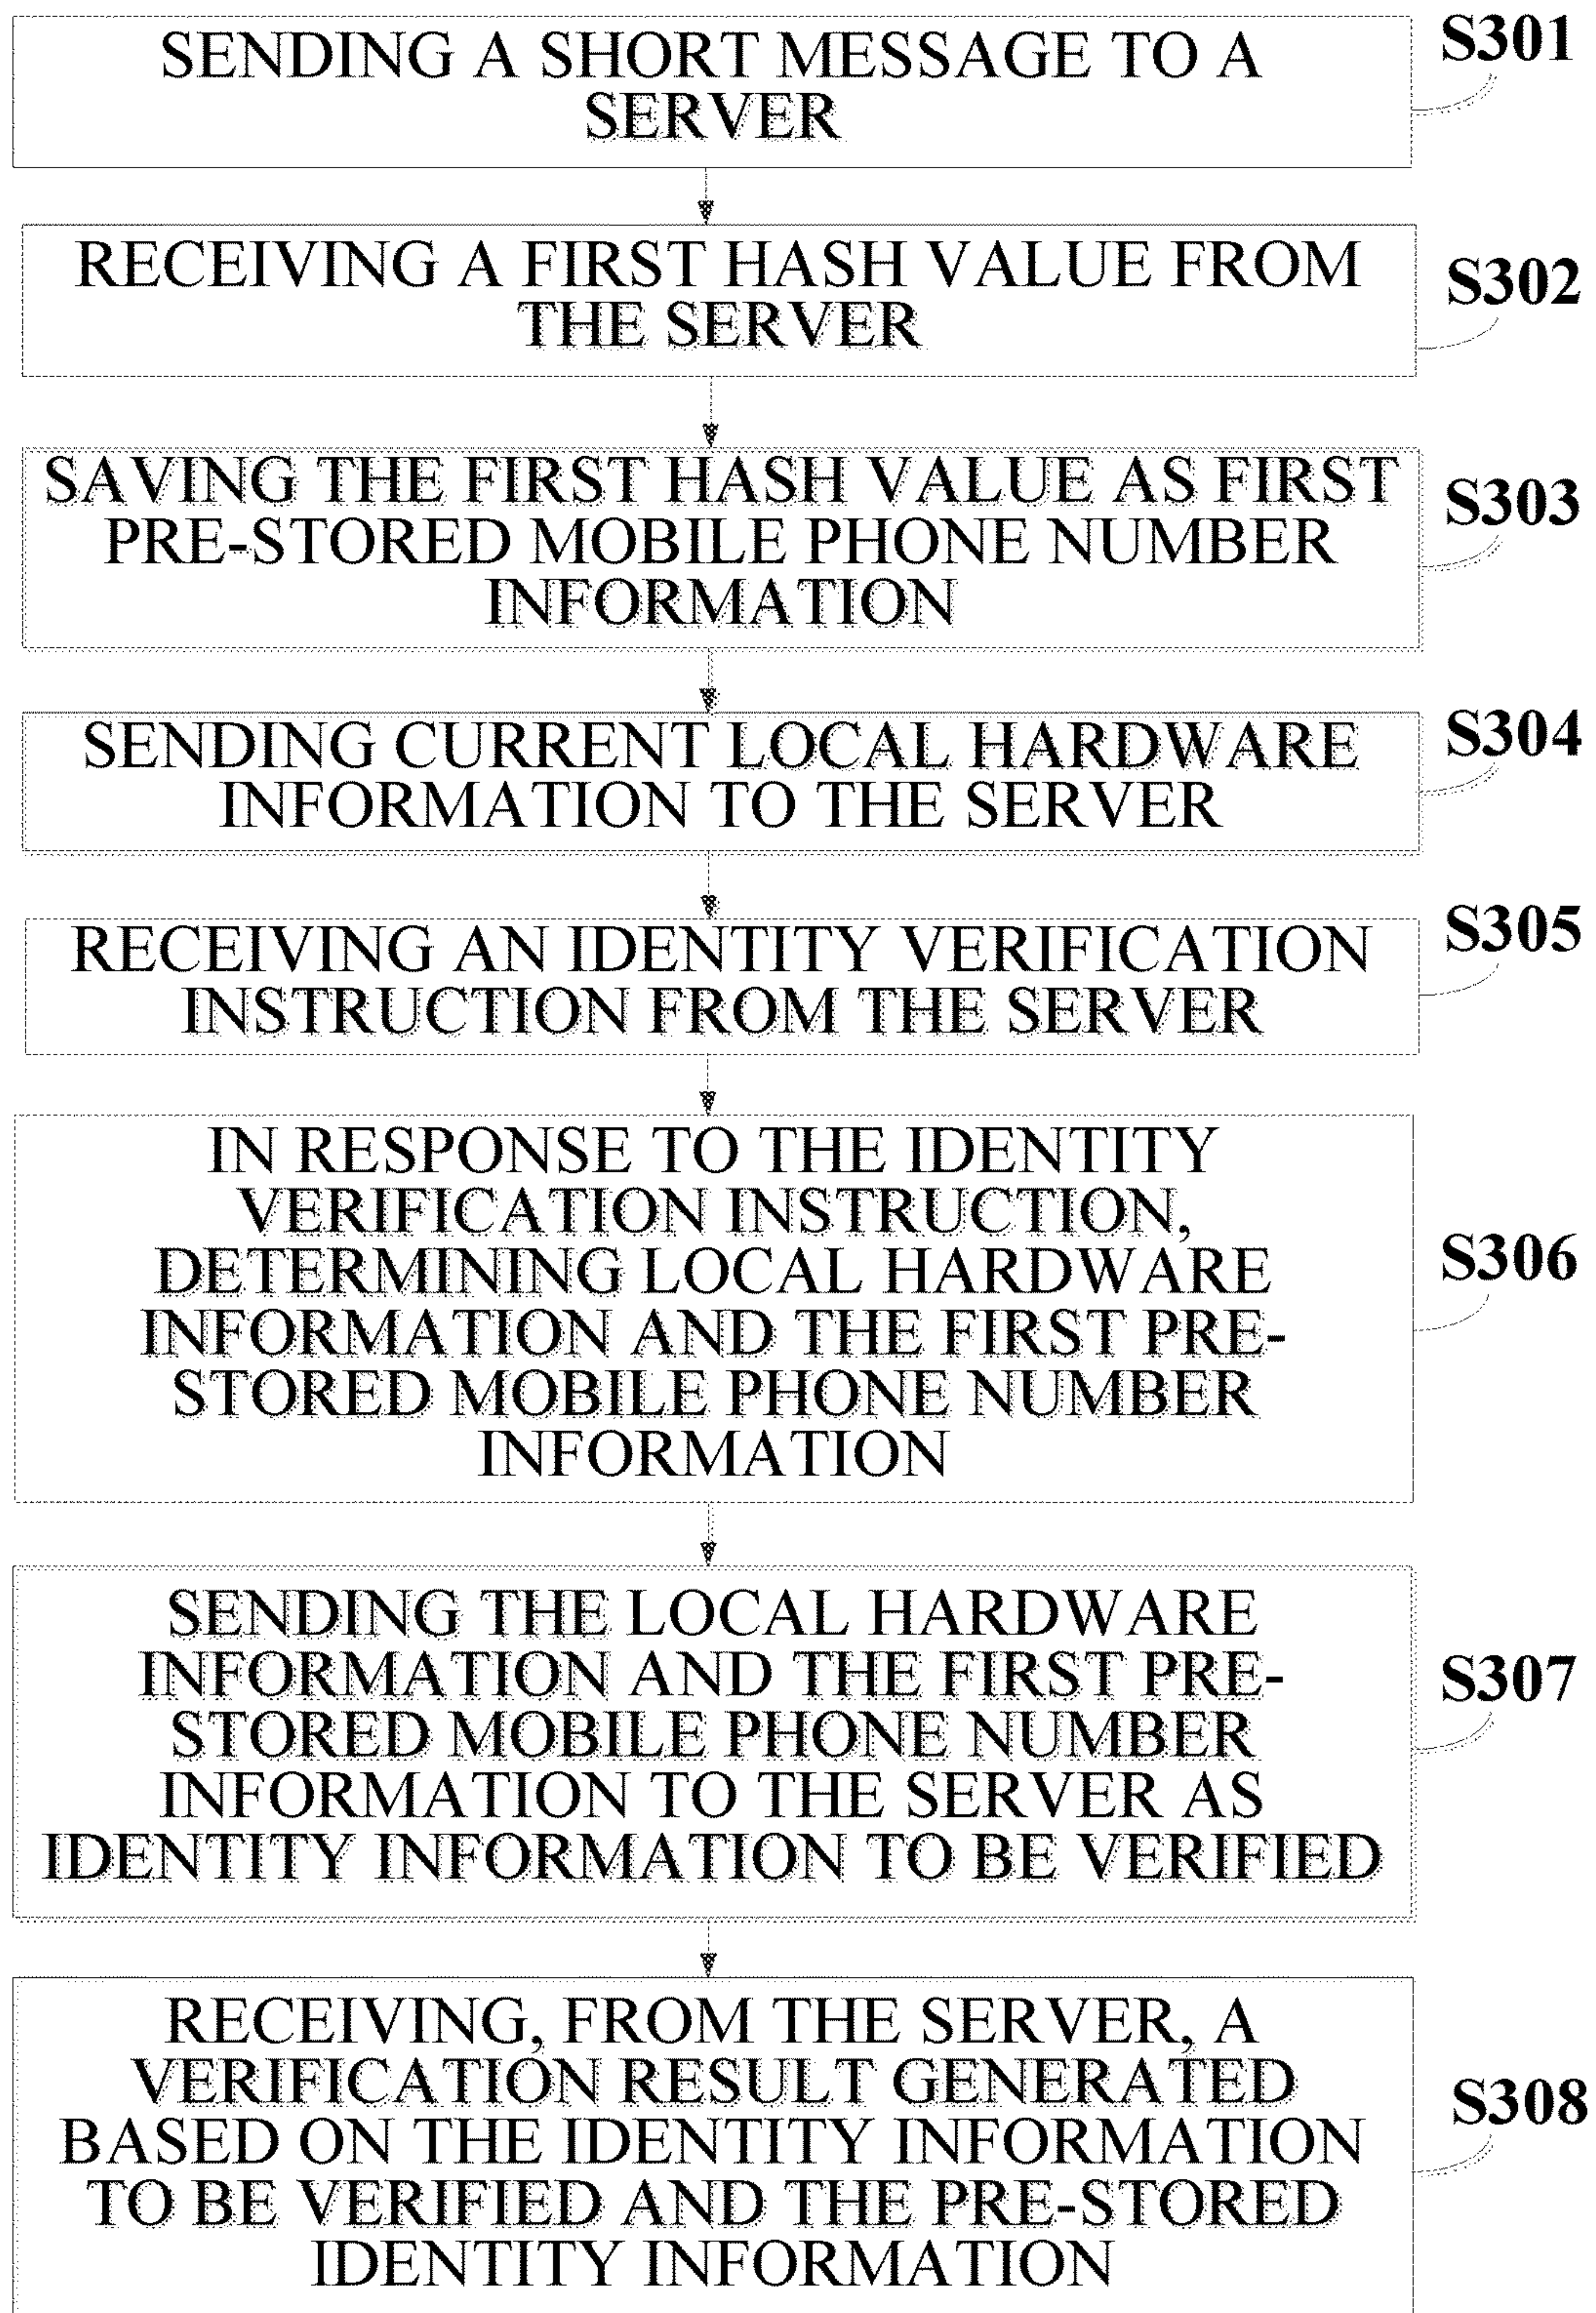 SENDING A SHORT MESSAGE TO A
SERVER
S301
RECEIVING A FIRST HASH VALUE FROM
THE SERVER
S302
SAVING THE FIRST HASH VALUE AS FIRST
PRE-STORED MOBILE PHONE NUMBER
INFORMATION
S303
SENDING CURRENT LOCAL HARDWARE
INFORMATION TO THE SERVER
S304
RECEIVING AN IDENTITY VERIFICATION
INSTRUCTION FROM THE SERVER
S305
IN RESPONSE TO THE IDENTITY
VERIFICATION INSTRUCTION,
DETERMINING LOCAL HARDWARE
INFORMATION AND THE FIRST PRE-
STORED MOBILE PHONE NUMBER
INFORMATION
S306
SENDING THE LOCAL HARDWARE
INFORMATION AND THE FIRST PRE-
STORED MOBILE PHONE NUMBER
INFORMATION TO THE SERVER AS
IDENTITY INFORMATION TO BE VERIFIED
S307
RECEIVING, FROM THE SERVER, A
VERIFICATION RESULT GENERATED
BASED ON THE IDENTITY INFORMATION
TO BE VERIFIED AND THE PRE-STORED
IDENTITY INFORMATION
S308